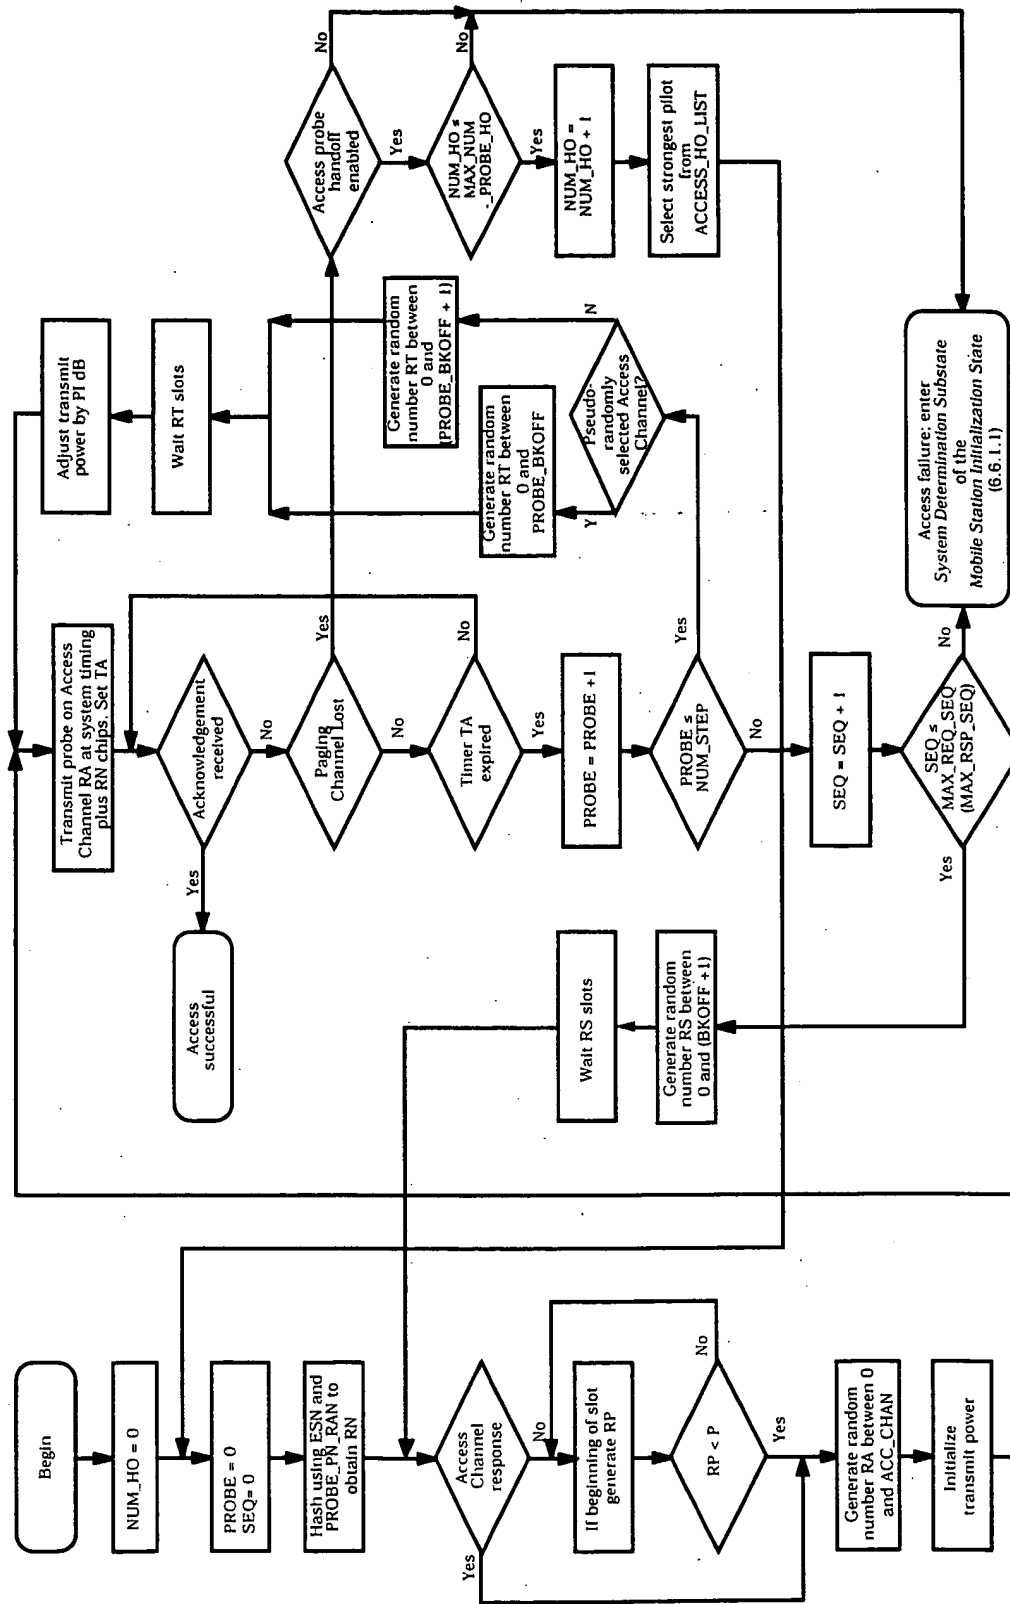 Begin
NUM_HO = 0
PROBE = 0
SEQ= 0
Hash using ESN and
PROBE_PN_RAN to
obtain RN
Access
Channel
response
Yes
No
If beginning of slot
generate RP
RP < P
No
Yes
Generate random
number RA between 0
and ACC_CHAN
Initialize
transmit power
Transmit probe on Access
Channel RA at system timing
plus RN chips. Set TA
Acknowledgement
received
Yes
Access
successful
No
Paging
Channel Lost
Yes
No
Timer TA
expired
No
Yes
PROBE = PROBE +1
PROBE ≤
NUM_STEP
Yes
No
SEQ = SEQ + 1
SEQ ≤
MAX_REQ_SEQ
(MAX_RSP_SEQ)
Yes
No
Generate random
number RS between
0 and (BKOFF +1)
Wait RS slots
Adjust transmit
power by PI dB
Wait RT slots
Generate random
number RT between
0 and
(PROBE_BKOFF + 1)
Generate random
number RT between
0 and
PROBE_BKOFF
Pseudo-
randomly
selected Access
Channel?
Y
N
Access probe
handoff
enabled
No
Yes
NUM_HO ≤
MAX_NUM
_PROBE_HO
No
Yes
NUM_HO =
NUM_HO + 1
Select strongest pilot
from
ACCESS_HO_LIST
Access failure; enter
System Determination Substate
of the
Mobile Station Initialization State
(6.6.1.1)